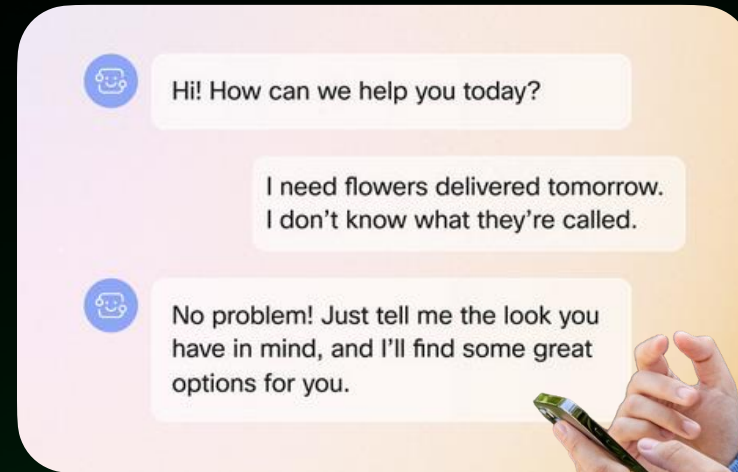 Hi! How can we help you today?
I need flowers delivered tomorrow.
I don’t know what they’re called.
No problem! Just tell me the look you
have in mind, and I’ll find some great
options for you.